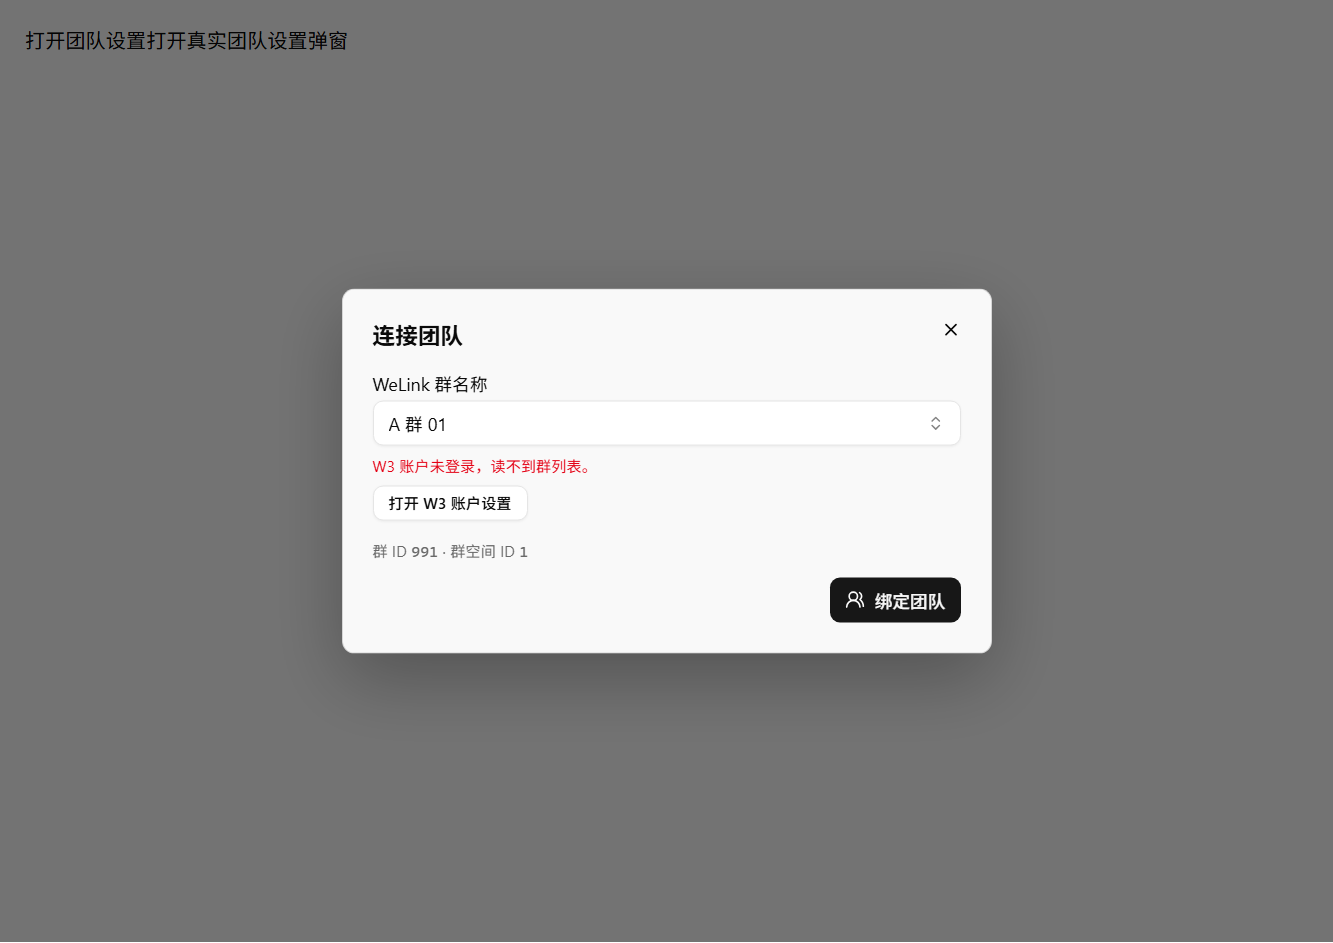 打开团队设置打开真实团队设置弹窗
连接团队
WeLink 群名称
A 群 01
W3 账户未登录，读不到群列表。
打开 W3 账户设置
群 ID 991 · 群空间 ID 1
绑定团队